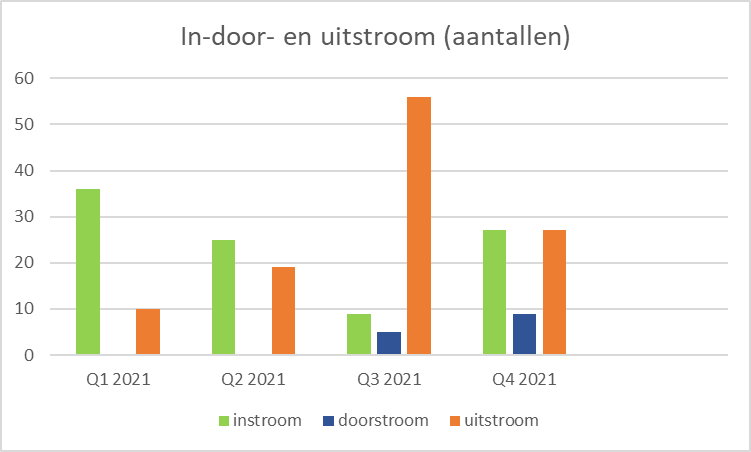 In-door- en uitstroom (aantallen)
60
50
40
30
20
10
0
Q1 2021 Q2 2021 Q3 2021 Q4 2021
instroom doorstroom uitstroom